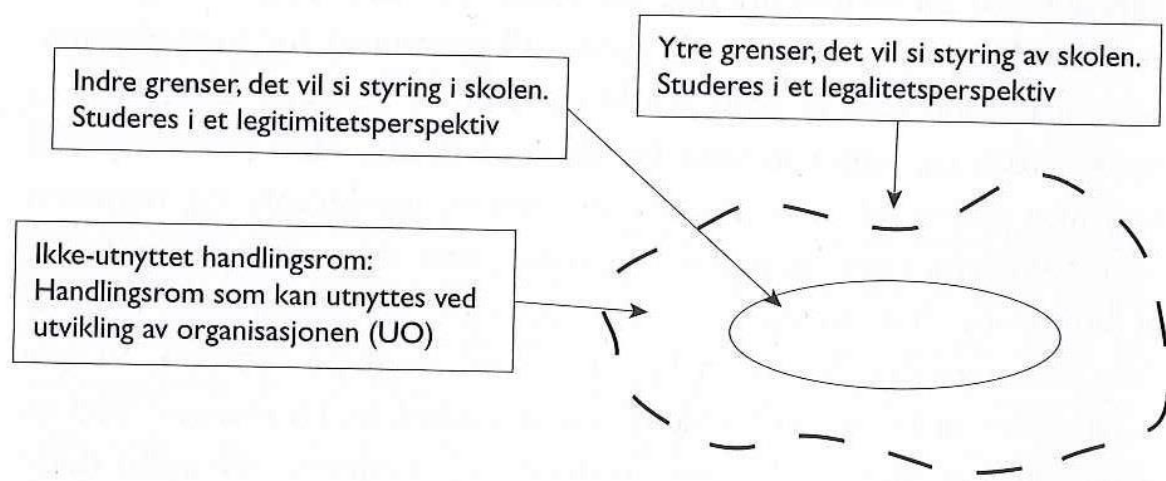 Indre grenser, det vil si styring i skolen.
Studeres i et legitimitetsperspektiv
Ytre grenser, det vil si styring av skolen.
Studeres i et legalitetsperspektiv
Ikke-utnyttet handlingsrom:
Handlingsrom som kan utnyttes ved
utvikling av organisasjonen (UO)